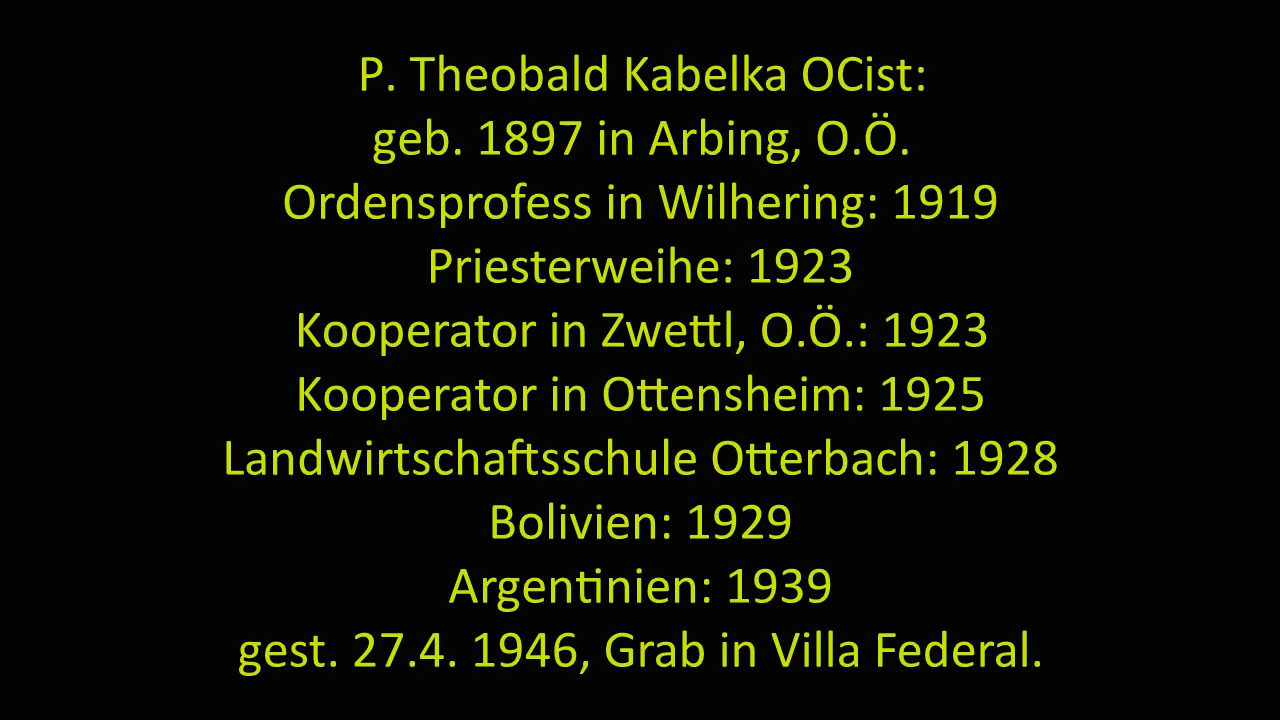 P. Theobald Kabelka OCist:
geb. 1897 in Arbing, O.Ö.
Ordensprofess in Wilhering: 1919
Priesterweihe: 1923
Kooperator in Zwettl, O.Ö.: 1923
Kooperator in Ottensheim: 1925
Landwirtschaftsschule Otterbach: 1928
Bolivien: 1929
Argentinien: 1939
gest. 27.4. 1946, Grab in Villa Federal.